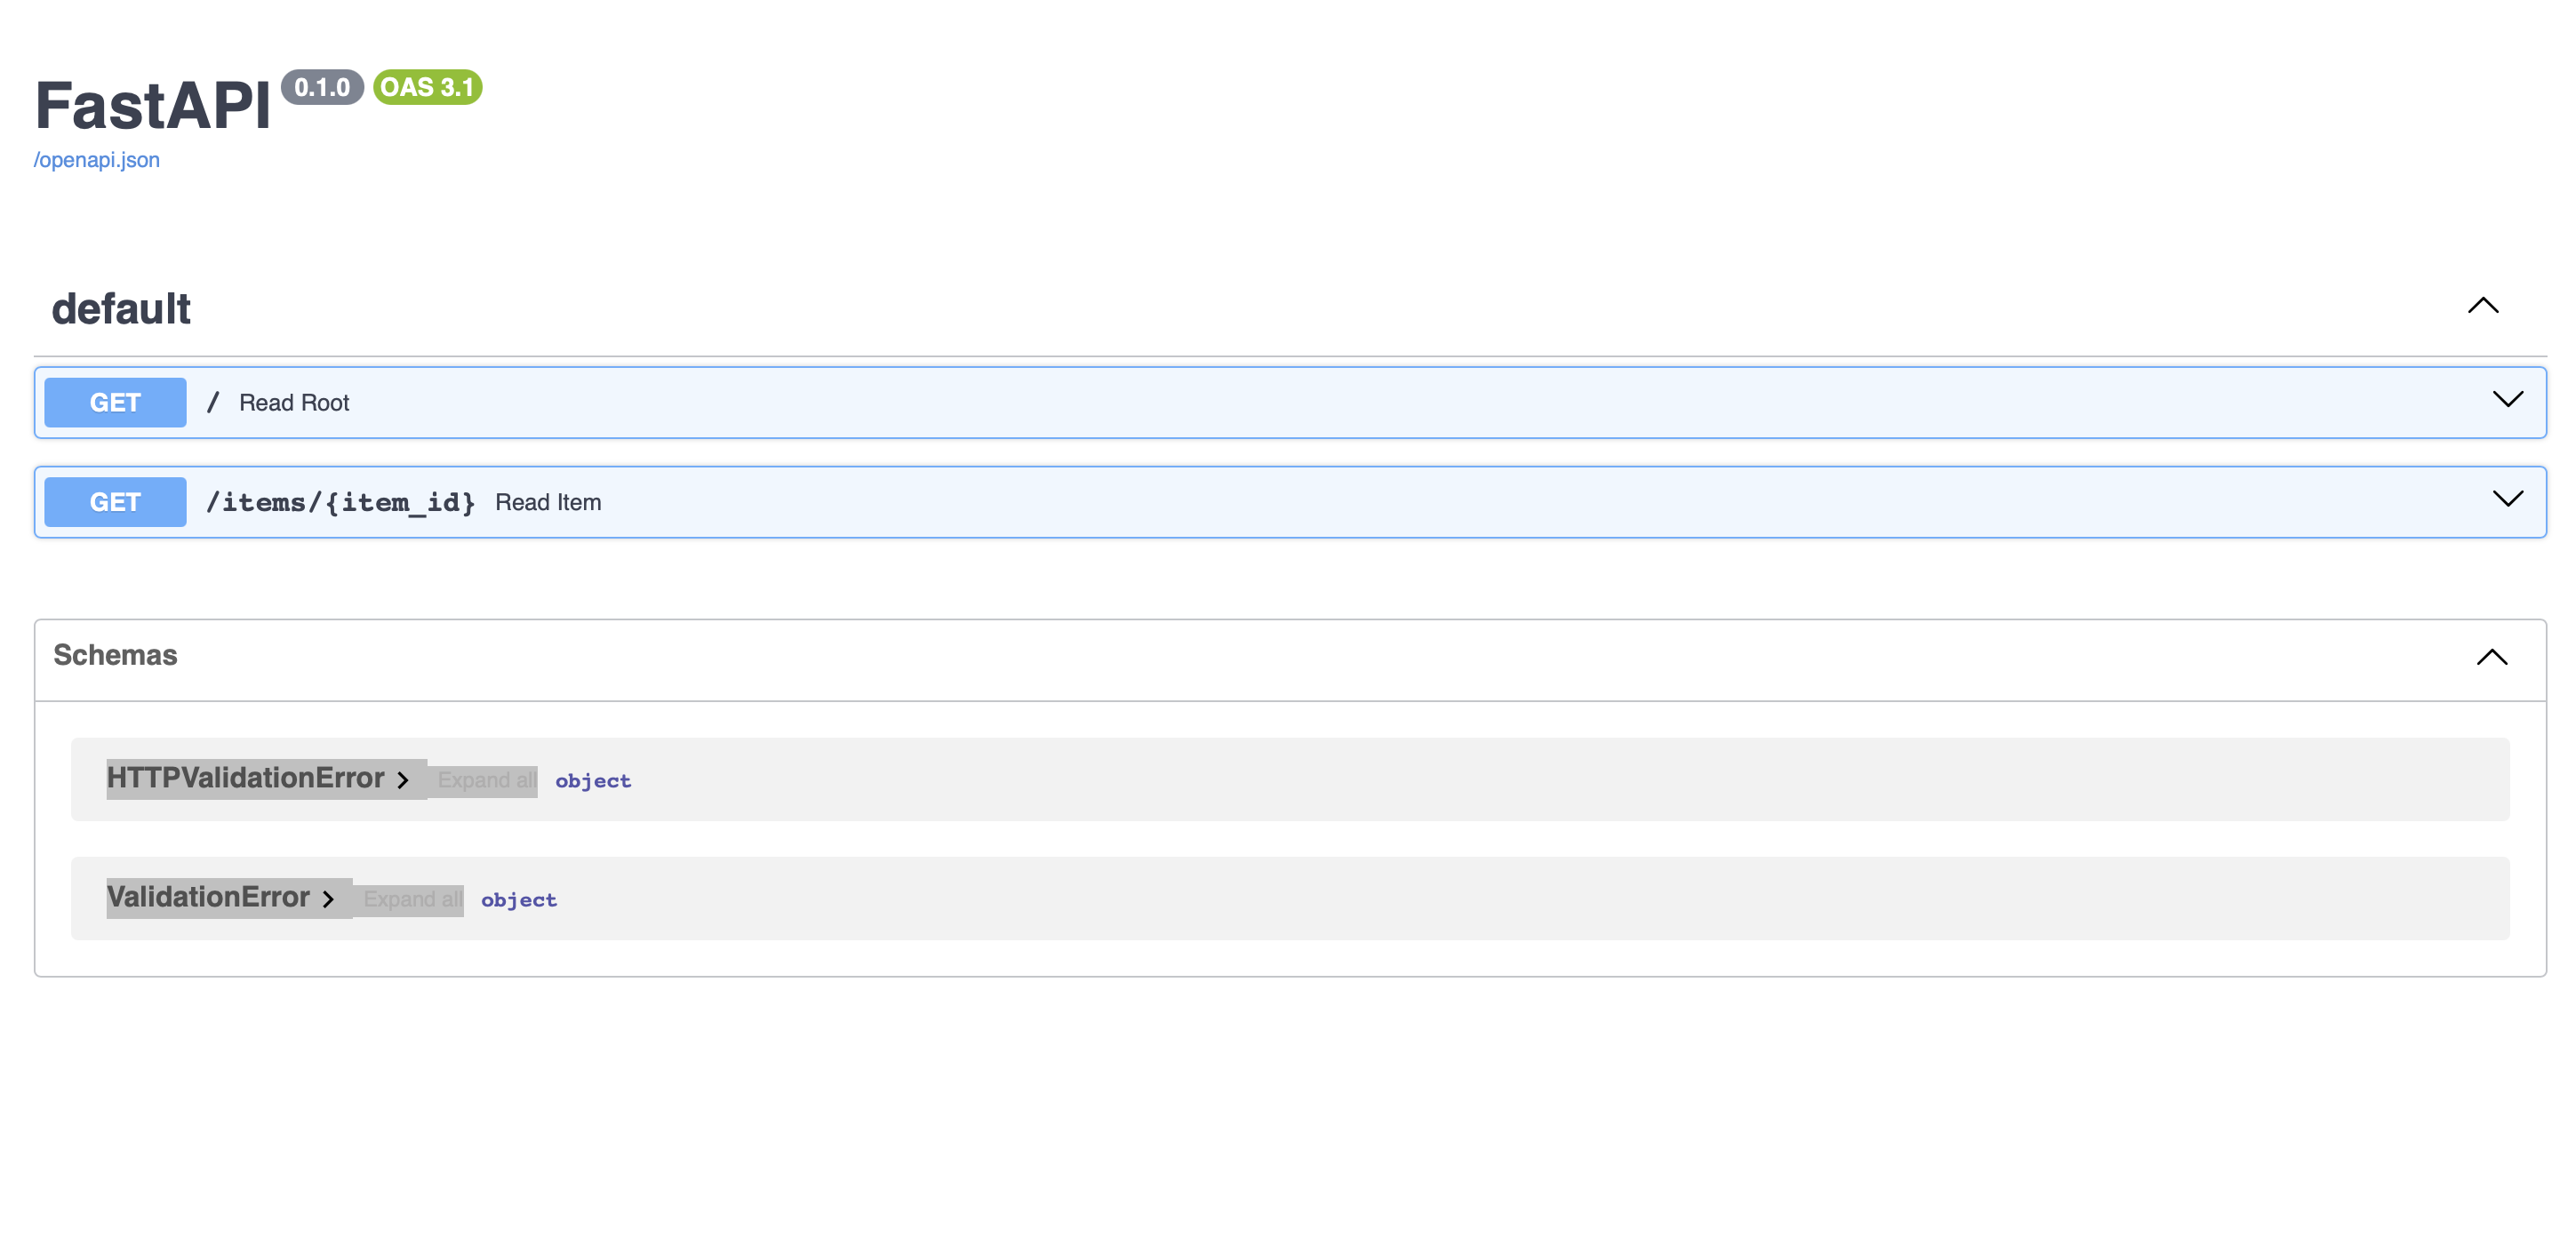 FastAPI 0.1.0 OAS 3.1
/openapi.json
default
GET / Read Root
GET /items/{item_id} Read Item
Schemas
HTTPValidationError Expand all object
ValidationError Expand all object